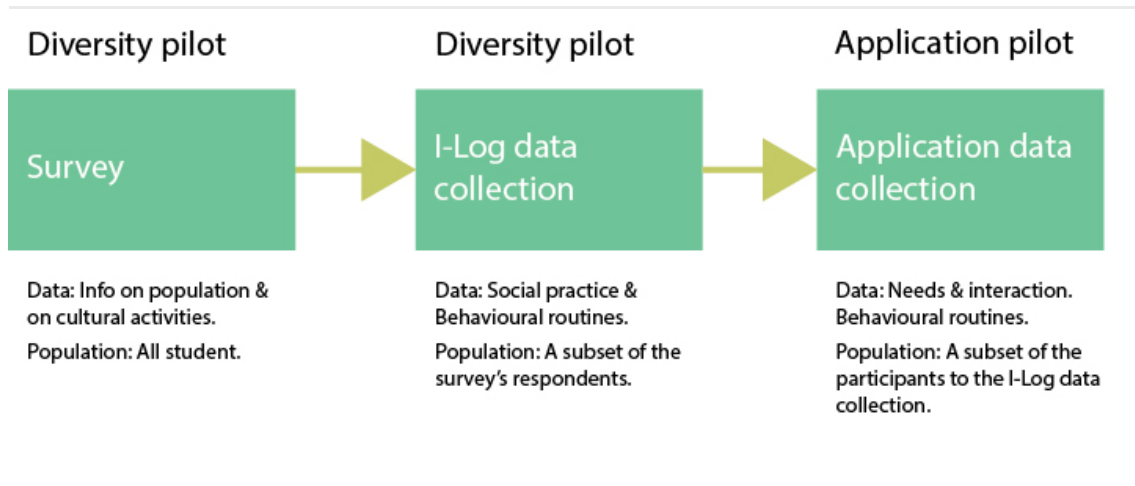 Diversity pilot
Survey
Data: Info on population &
on cultural activities.
Population: All student.
Diversity pilot
I-Log data
collection
Data: Social practice &
Behavioural routines.
Population: A subset of the
survey's respondents.
Application pilot
Application data
collection
Data: Needs & interaction.
Behavioural routines.
Population: A subset of the
participants to the I-Log data
collection.